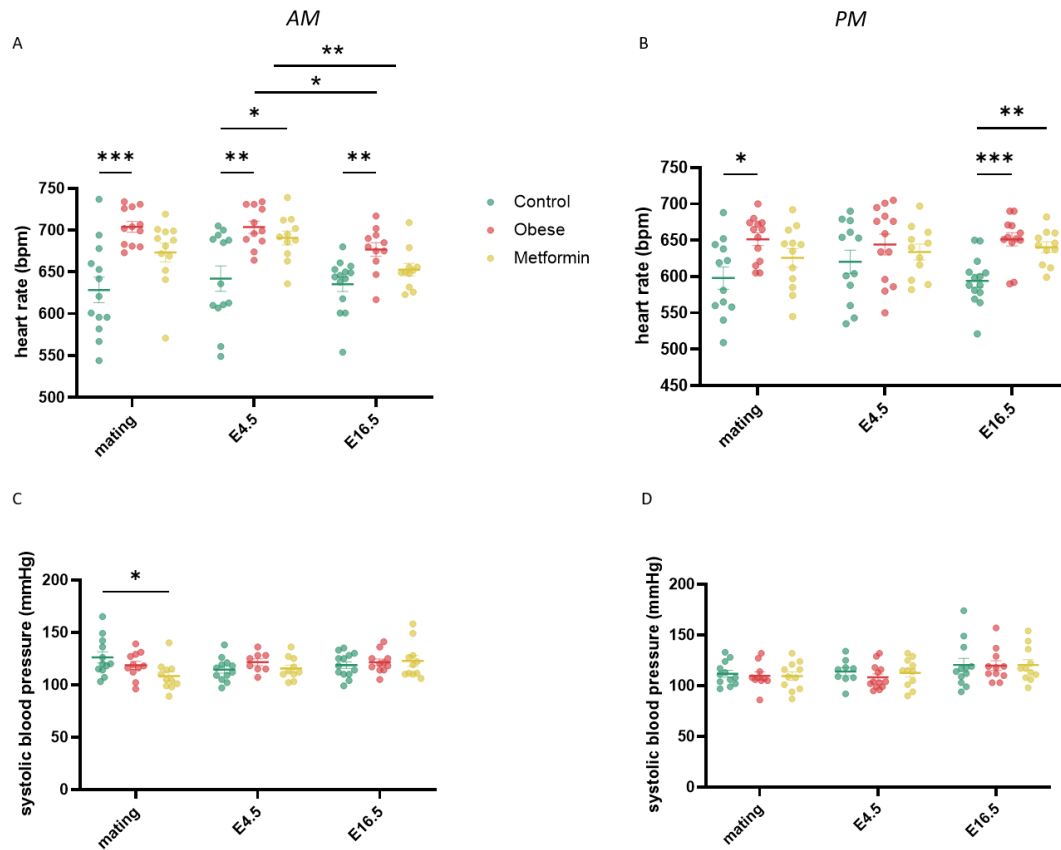 AM
PM
A
B
**
*
*
***
**
**
750
700
650
600
550
500
heart rate (bpm)
mating
E4.5
E16.5
Control
Obese
Metformin
**
*
***
750
700
650
600
550
500
450
heart rate (bpm)
mating
E4.5
E16.5
C
D
*
200
150
100
50
0
systolic blood pressure (mmHg)
mating
E4.5
E16.5
200
150
100
50
0
systolic blood pressure (mmHg)
mating
E4.5
E16.5